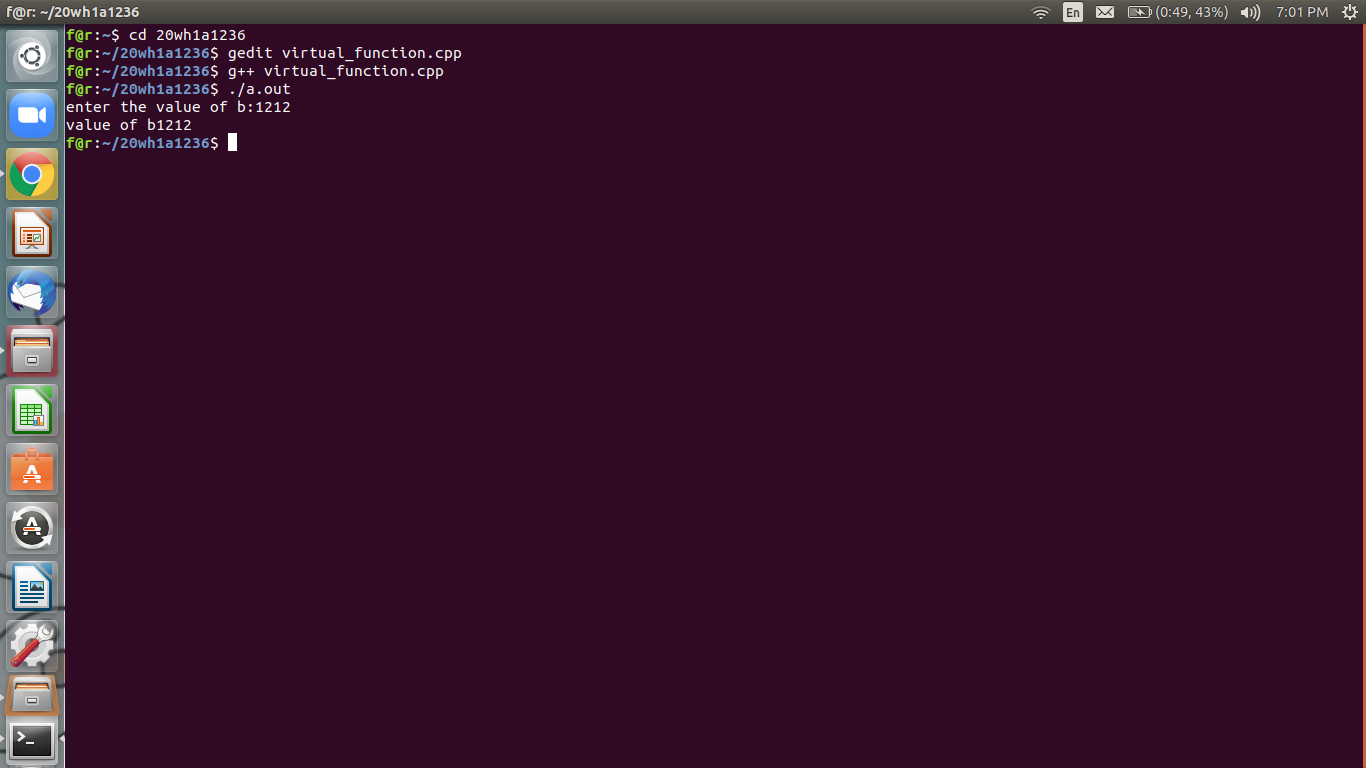 f@r: ~/20wh1a1236
En
(0:49, 43%)
7:01 PM
f@r:~$ cd 20wh1a1236
f@r:~/20wh1a1236$ gedit virtual_function.cpp
f@r:~/20wh1a1236$ g++ virtual_function.cpp
f@r:~/20wh1a1236$ ./a.out
enter the value of b:1212
value of b1212
f@r:~/20wh1a1236$